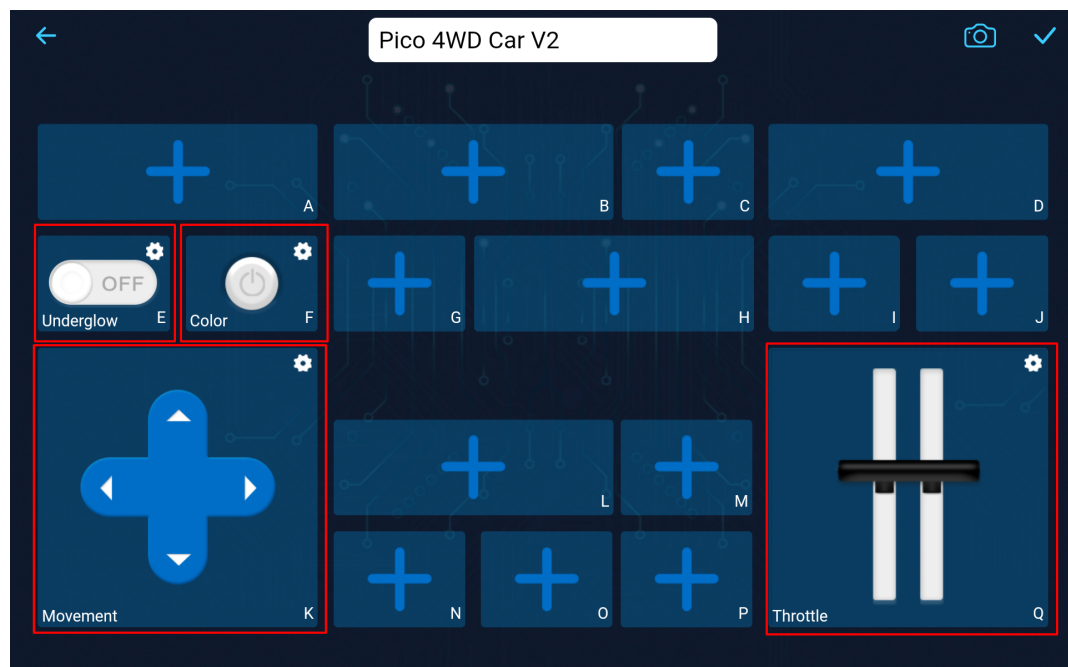 Pico 4WD Car V2
A
B
C
D
OFF
Underglow E
Color F
G
H
I
J
L
M
Movement K
N
O
P
Throttle Q